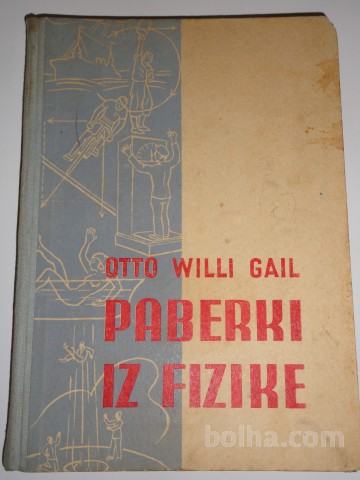 OTTO WILLI GAIL
PABERKI
IZ FIZIKE
bolha.com